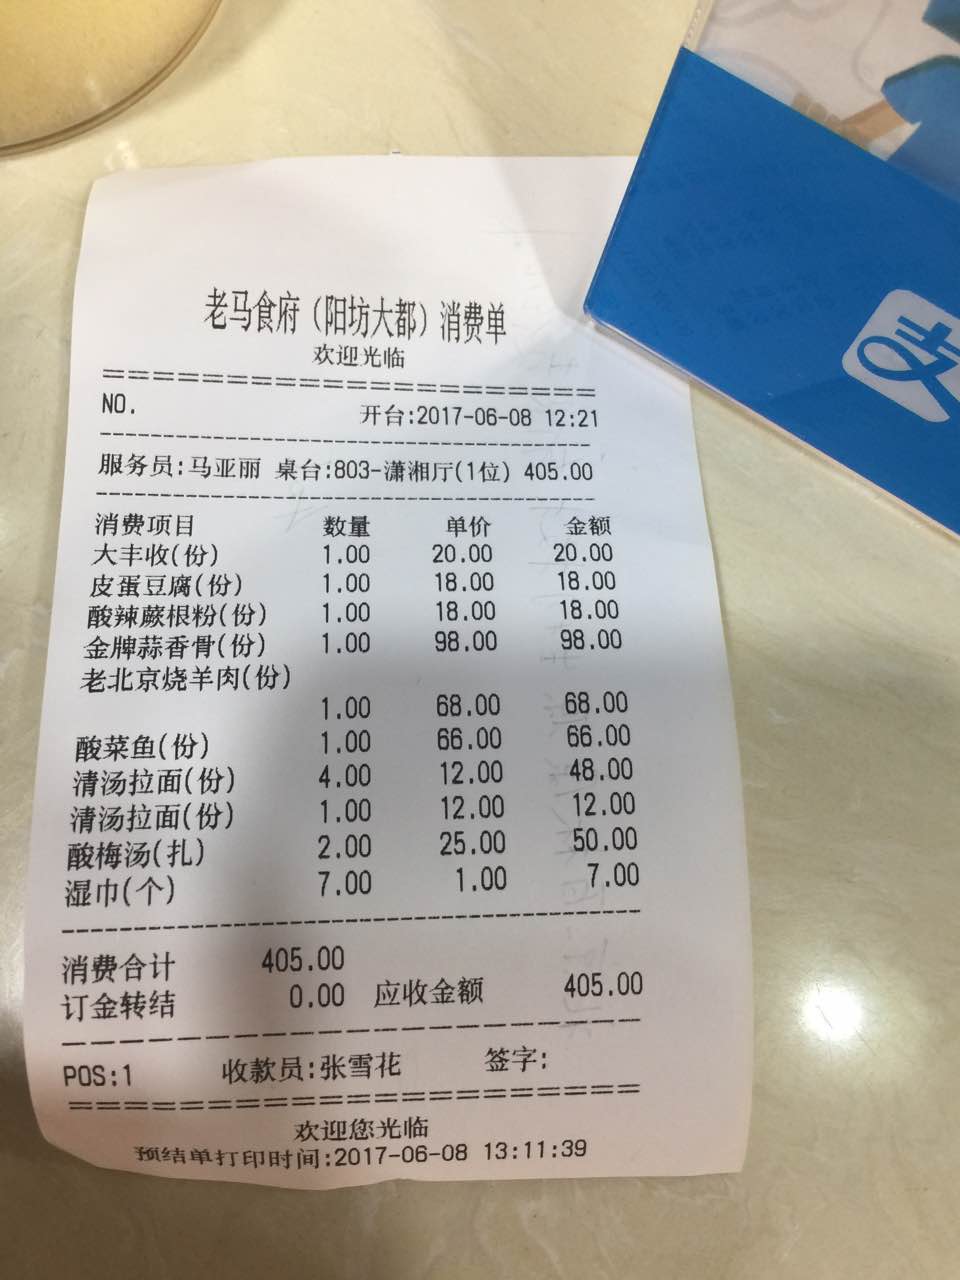 老马食府（阳坊大都）消费单
欢迎光临
NO. 开台:2017-06-08 12:21
服务员:马亚丽 桌台:803-潇湘厅(1位) 405.00
消费项目 数量 单价 金额
大丰收(份) 1.00 20.00 20.00
皮蛋豆腐(份) 1.00 18.00 18.00
酸辣蕨根粉(份) 1.00 18.00 18.00
金牌蒜香骨(份) 1.00 98.00 98.00
老北京烧羊肉(份)
1.00 68.00 68.00
酸菜鱼(份) 1.00 66.00 66.00
清汤拉面(份) 4.00 12.00 48.00
清汤拉面(份) 1.00 12.00 12.00
酸梅汤(扎) 2.00 25.00 50.00
湿巾(个) 7.00 1.00 7.00
消费合计 405.00
订金转结 0.00 应收金额 405.00
POS:1 收款员:张雪花 签字:
欢迎您光临
预结单打印时间:2017-06-08 13:11:39
支